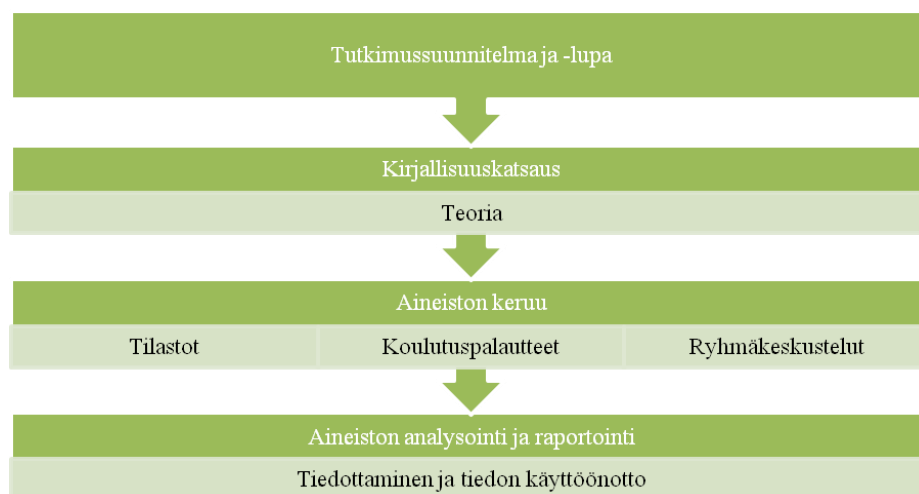 Tutkimussuunnitelma ja -lupa
Kirjallisuuskatsaus
Teoria
Aineiston keruu
Tilastot Koulutuspalautteet Ryhmäkeskustelut
Aineiston analysointi ja raportointi
Tiedottaminen ja tiedon käyttöönotto